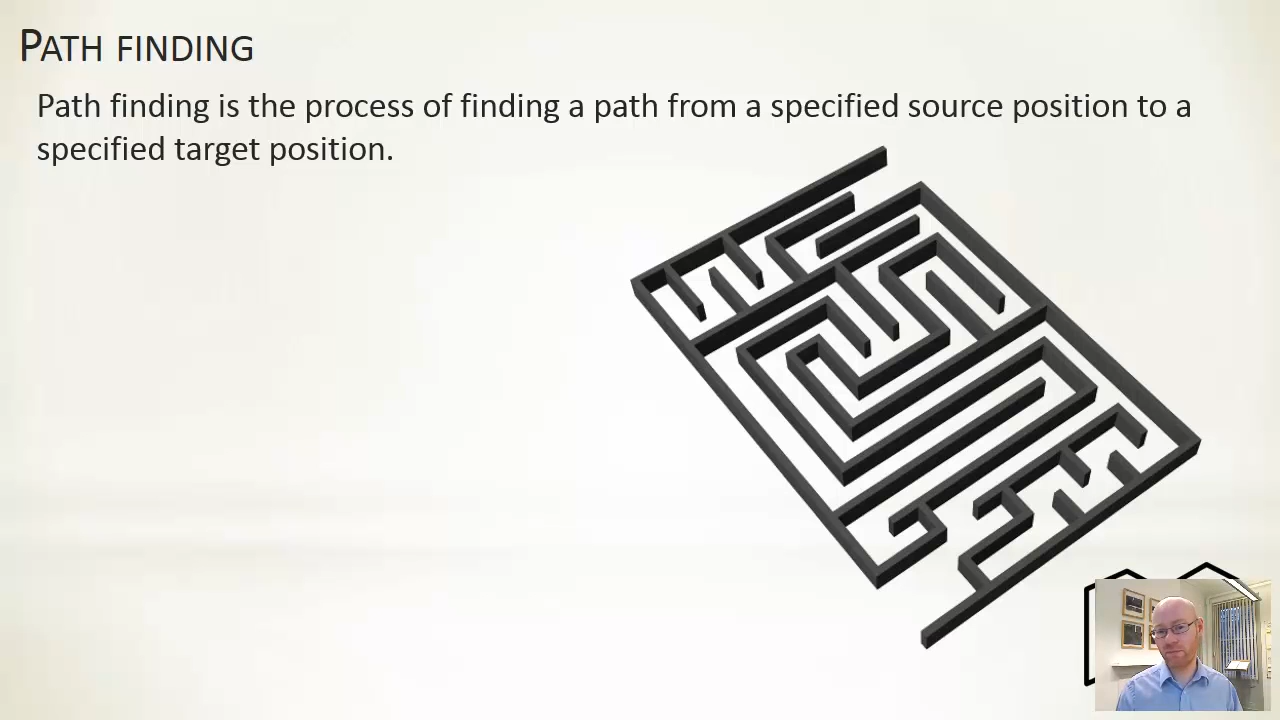 PATH FINDING
Path finding is the process of finding a path from a specified source position to a
specified target position.